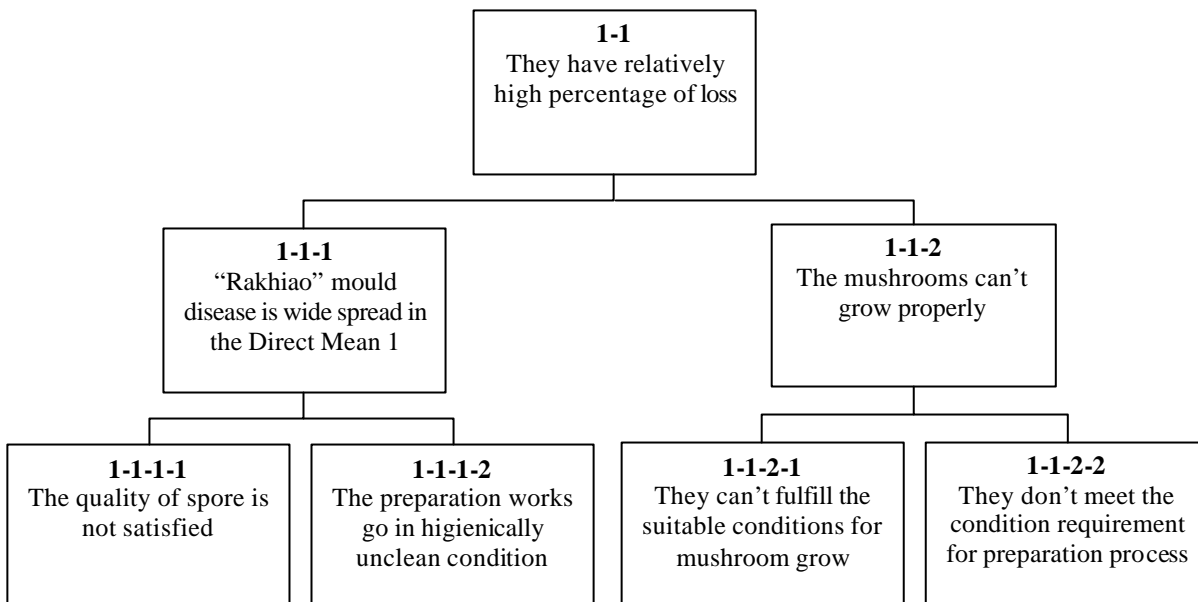 1-1
They have relatively
high percentage of loss
1-1-1
“Rakhiao” mould
disease is wide spread in
the Direct Mean 1
1-1-2
The mushrooms can’t
grow properly
1-1-1-1
The quality of spore is
not satisfied
1-1-1-2
The preparation works
go in higienically
unclean condition
1-1-2-1
They can’t fulfill the
suitable conditions for
mushroom grow
1-1-2-2
They don’t meet the
condition requirement
for preparation process